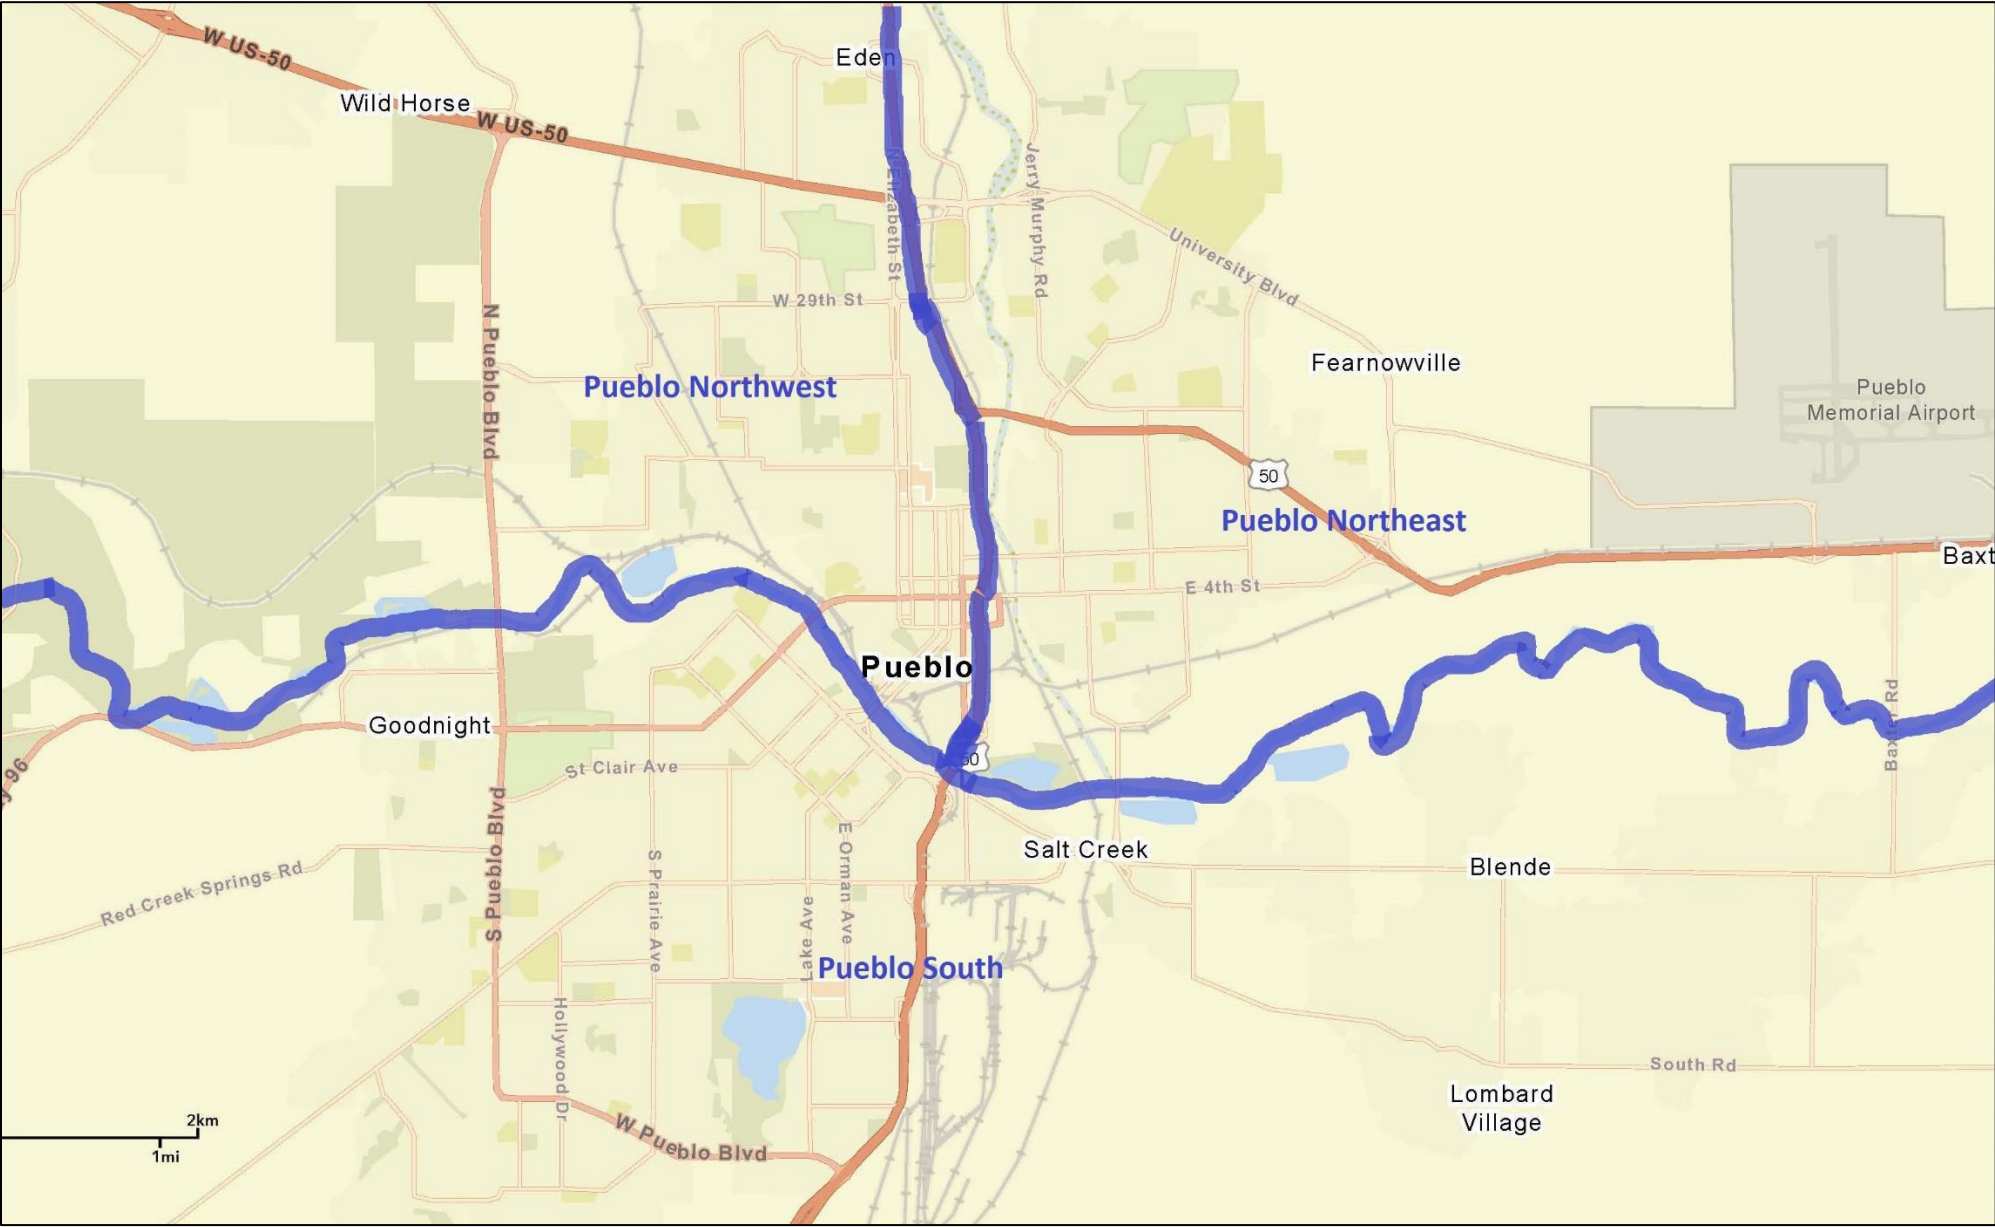 W US-50
Eden
Wild Horse
W US-50
N Elizabeth St
Jerry Murphy Rd
University Blvd
W 29th St
N Pueblo Blvd
Fearnowville
Pueblo Northwest
Pueblo
Memorial Airport
50
Pueblo Northeast
Baxt
E 4th St
Pueblo
Goodnight
50
Baxter Rd
St Clair Ave
96
S Pueblo Blvd
E Orman Ave
Salt Creek
Blende
Red Creek Springs Rd
S Prairie Ave
Lake Ave
Pueblo South
Hollywood Dr
South Rd
Lombard
Village
2km
W Pueblo Blvd
1mi